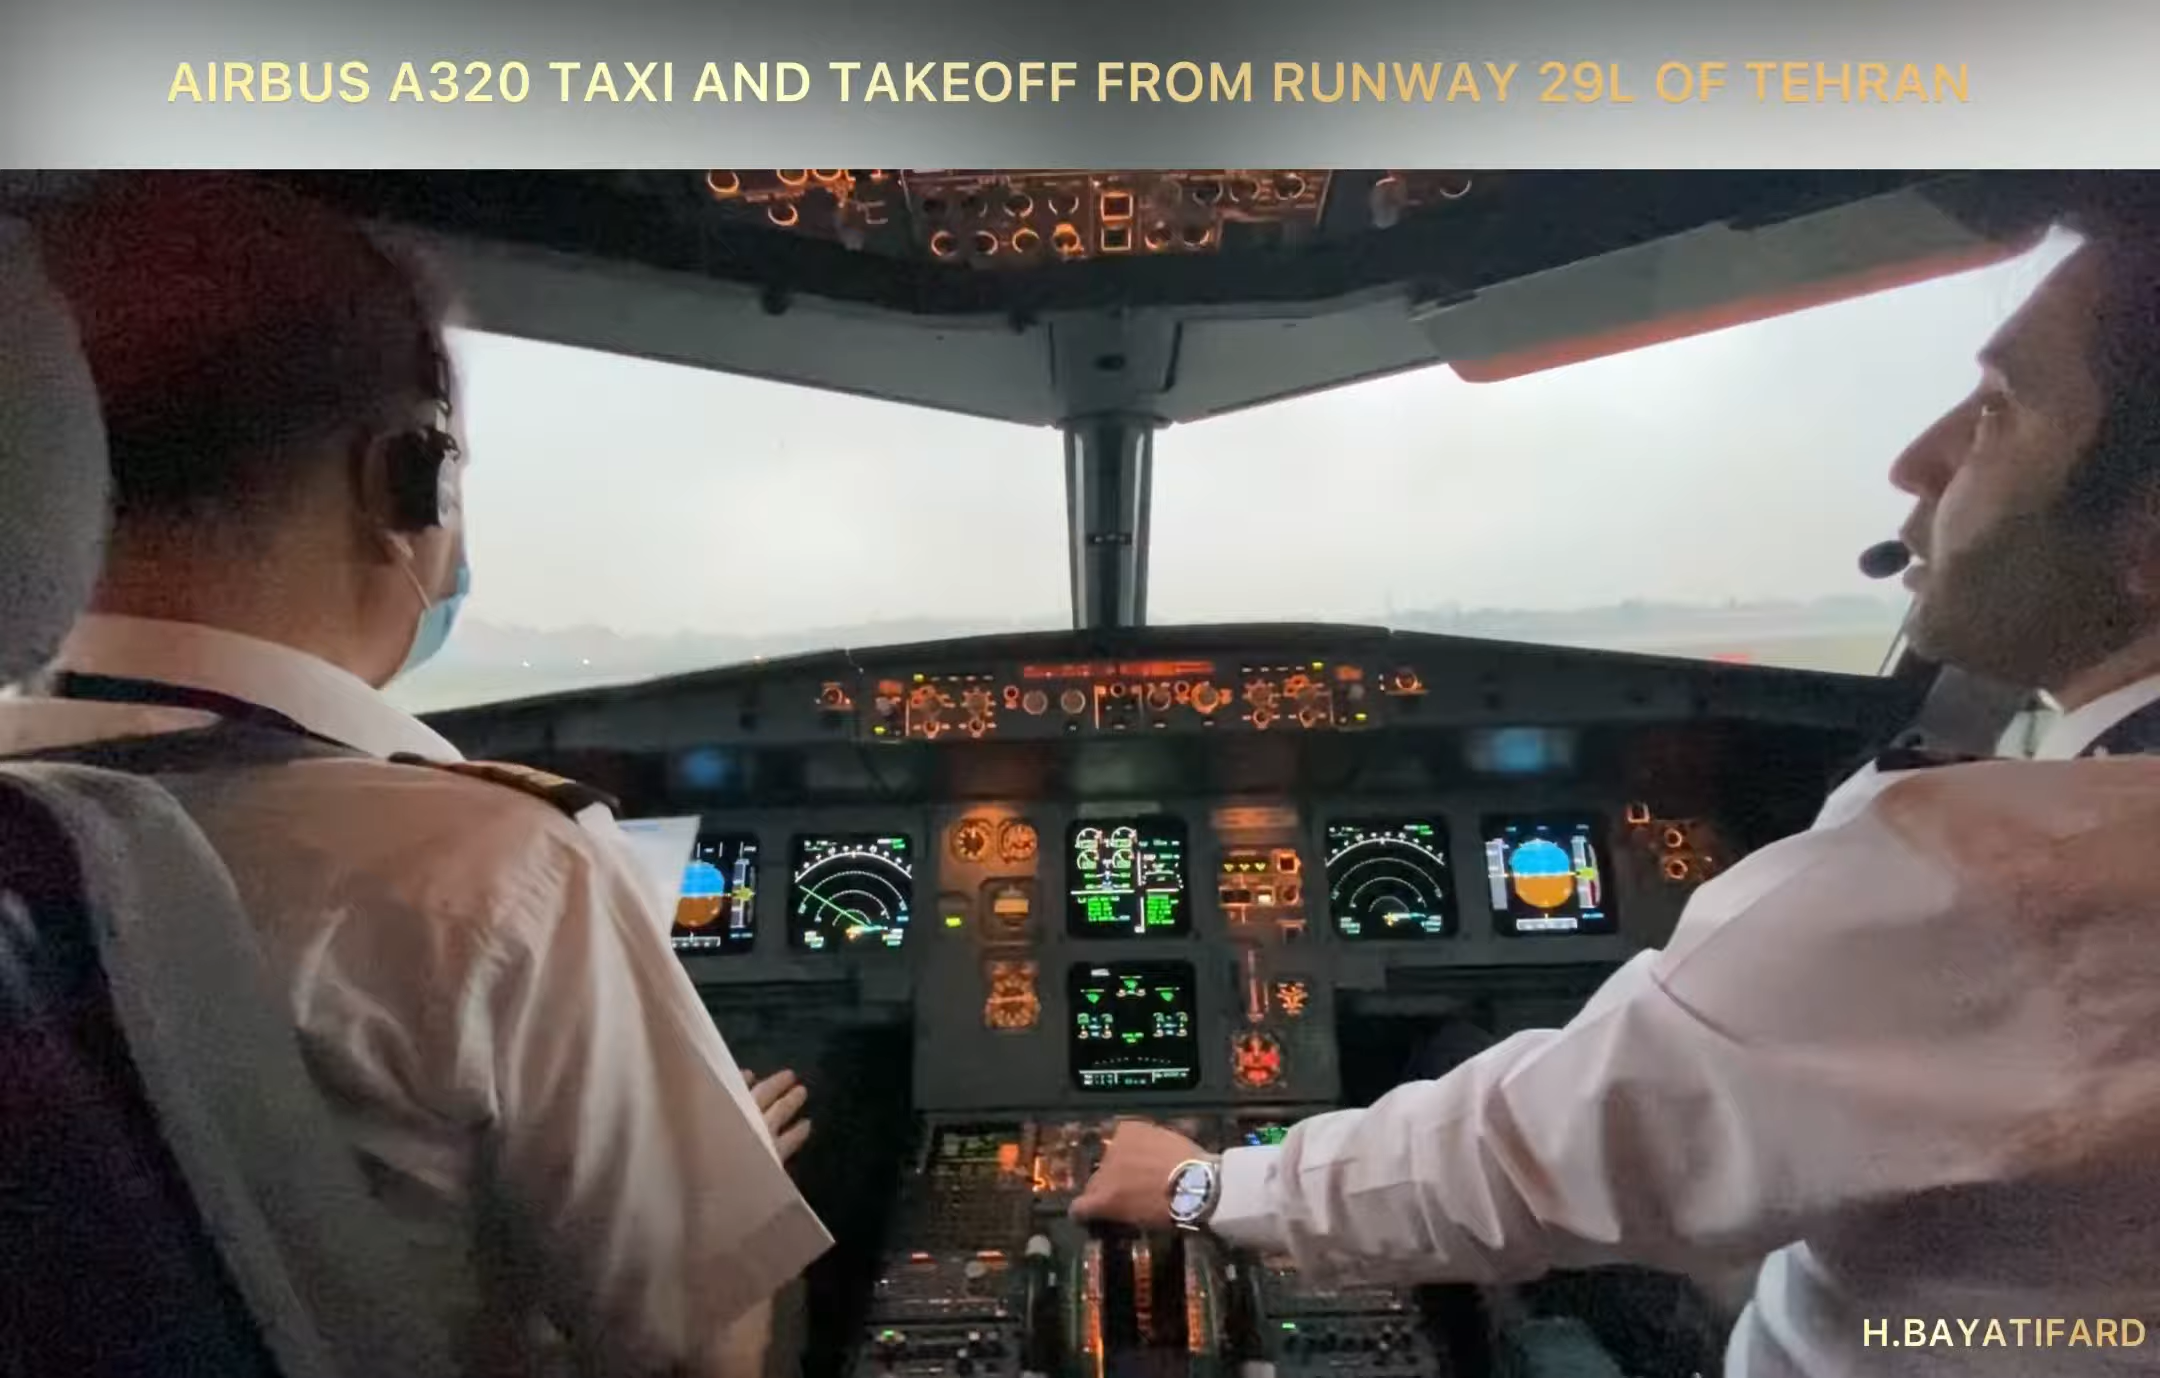 AIRBUS A320 TAXI AND TAKEOFF FROM RUNWAY 29L OF TEHRAN
H.BAYATIFARD